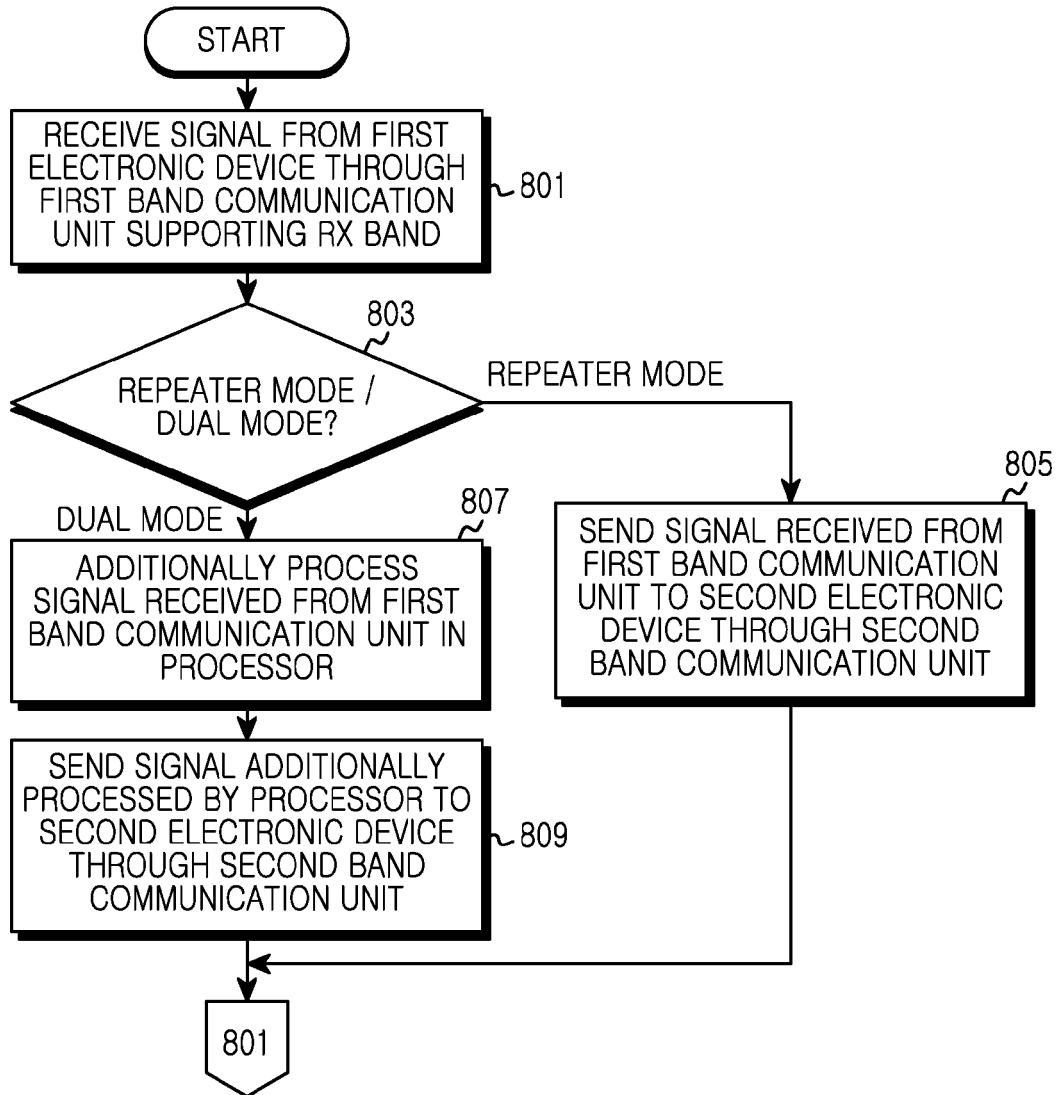 START
RECEIVE SIGNAL FROM FIRST
ELECTRONIC DEVICE THROUGH
FIRST BAND COMMUNICATION
UNIT SUPPORTING RX BAND
801
803
REPEATER MODE /
DUAL MODE?
REPEATER MODE
DUAL MODE
807
ADDITIONALLY PROCESS
SIGNAL RECEIVED FROM FIRST
BAND COMMUNICATION UNIT IN
PROCESSOR
805
SEND SIGNAL RECEIVED FROM
FIRST BAND COMMUNICATION
UNIT TO SECOND ELECTRONIC
DEVICE THROUGH SECOND
BAND COMMUNICATION UNIT
SEND SIGNAL ADDITIONALLY
PROCESSED BY PROCESSOR TO
SECOND ELECTRONIC DEVICE
THROUGH SECOND BAND
COMMUNICATION UNIT
809
801